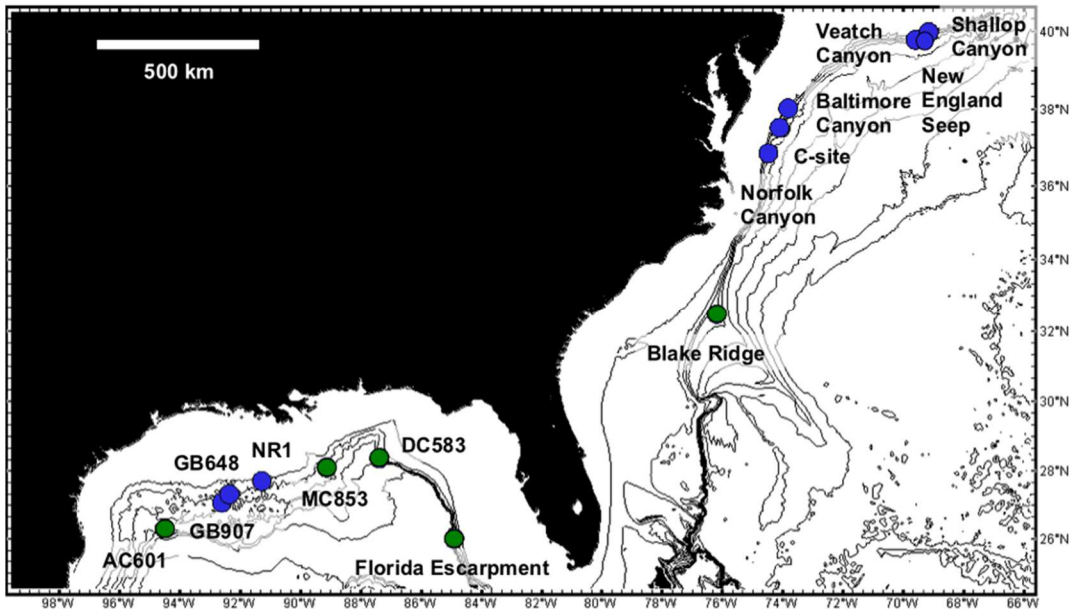 500 km
Veatch
Canyon
Shallop
Canyon
New
England
Seep
Baltimore
Canyon
C-site
Norfolk
Canyon
Blake Ridge
GB648
NR1
DC583
MC853
GB907
AC601
Florida Escarpment
40°N
38°N
36°N
34°N
32°N
30°N
28°N
26°N
98°W
96°W
94°W
92°W
90°W
88°W
86°W
84°W
82°W
80°W
78°W
76°W
74°W
72°W
70°W
68°W
66°W